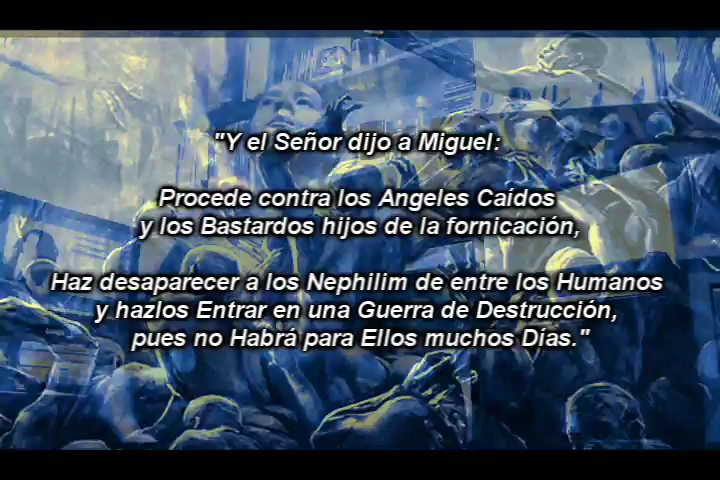 "Y el Señor dijo a Miguel:
Procede contra los Angeles Caídos
y los Bastardos hijos de la fornicación,
Haz desaparecer a los Nephilim de entre los Humanos
y hazlos Entrar en una Guerra de Destrucción,
pues no Habrá para Ellos muchos Días."